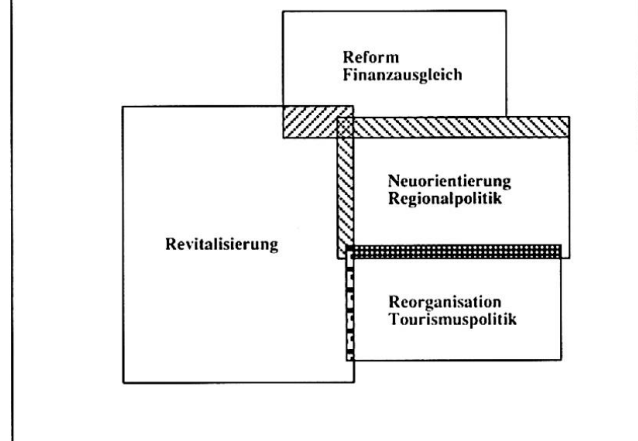 Reform
Finanzausgleich
Neuorientierung
Regionalpolitik
Revitalisierung
Reorganisation
Tourismuspolitik